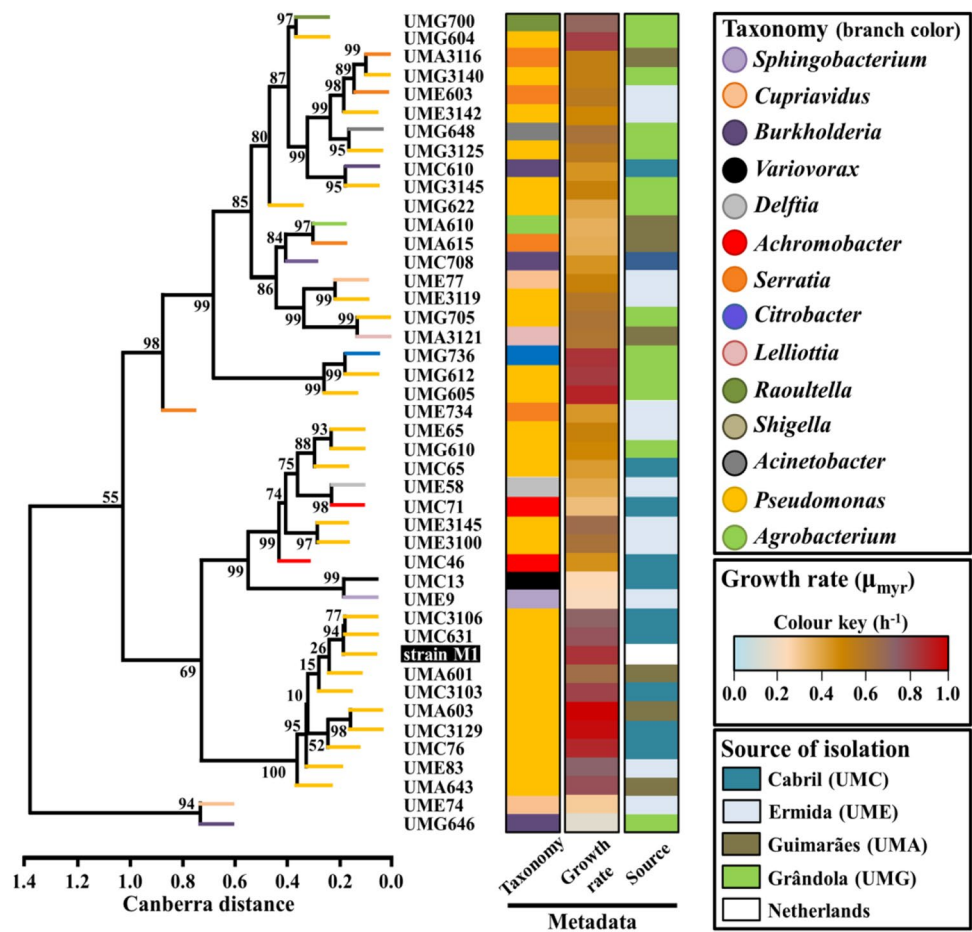 97
UMG700
UMG604
99
UMA3116
89
UMG3140
87
98
UME603
99
UME3142
UMG648
80
99
95
UMG3125
UMC610
95
UMG3145
85
UMG622
97
UMA610
84
UMA615
UMC708
86
UME77
99
UME3119
99
99
99
UMG705
UMA3121
98
UMG736
99
UMG612
99
UMG605
UME734
93
UME65
88
UMG610
75
UMC65
UME58
74
98
UMC71
55
UME3145
99
97
UME3100
UMC46
99
99
UMC13
UME9
77
UMC3106
94
UMC631
26
strain M1
15
UMA601
69
10
UMC3103
UMA603
95
98
UMC3129
52
UMC76
100
UME83
UMA643
94
UME74
UMG646
1.4 1.2 1.0 0.8 0.6 0.4 0.2 0.0
Canberra distance
Taxonomy
Growth rate
Source
Metadata
Taxonomy (branch color)
Sphingobacterium
Cupriavidus
Burkholderia
Variovorax
Delftia
Achromobacter
Serratia
Citrobacter
Lelliottia
Raoultella
Shigella
Acinetobacter
Pseudomonas
Agrobacterium
Growth rate (μmyr)
Colour key (h⁻¹)
0.0 0.4 0.6 0.8 1.0
Source of isolation
Cabril (UMC)
Ermida (UME)
Guimarães (UMA)
Grândola (UMG)
Netherlands